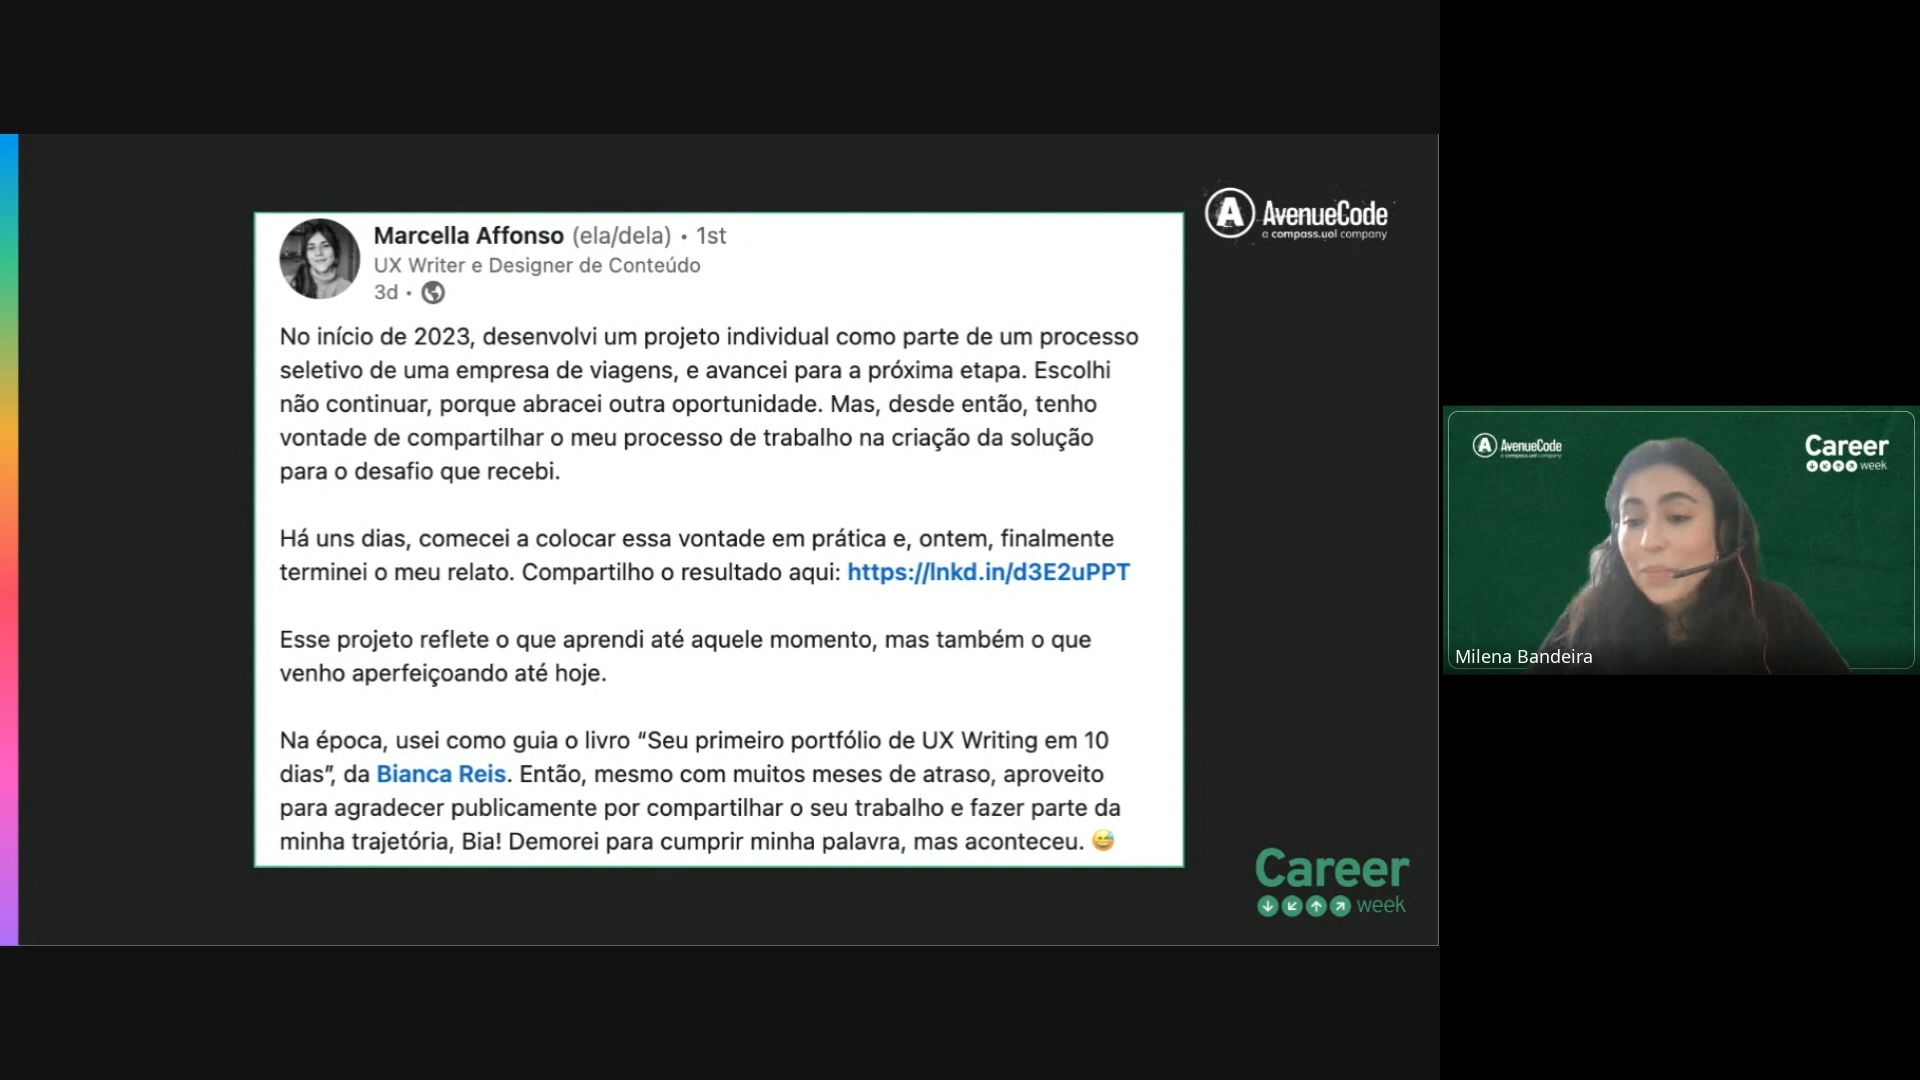 Marcella Affonso (ela/dela) • 1st
UX Writer e Designer de Conteúdo
3d •
No início de 2023, desenvolvi um projeto individual como parte de um processo
seletivo de uma empresa de viagens, e avancei para a próxima etapa. Escolhi
não continuar, porque abracei outra oportunidade. Mas, desde então, tenho
vontade de compartilhar o meu processo de trabalho na criação da solução
para o desafio que recebi.
Há uns dias, comecei a colocar essa vontade em prática e, ontem, finalmente
terminei o meu relato. Compartilho o resultado aqui: https://lnkd.in/d3E2uPPT
Esse projeto reflete o que aprendi até aquele momento, mas também o que
venho aperfeiçoando até hoje.
Na época, usei como guia o livro “Seu primeiro portfólio de UX Writing em 10
dias”, da Bianca Reis. Então, mesmo com muitos meses de atraso, aproveito
para agradecer publicamente por compartilhar o seu trabalho e fazer parte da
minha trajetória, Bia! Demorei para cumprir minha palavra, mas aconteceu. 😅
A AvenueCode
a compass.uol company
Career
week
A AvenueCode
a compass.uol company
Career
week
Milena Bandeira